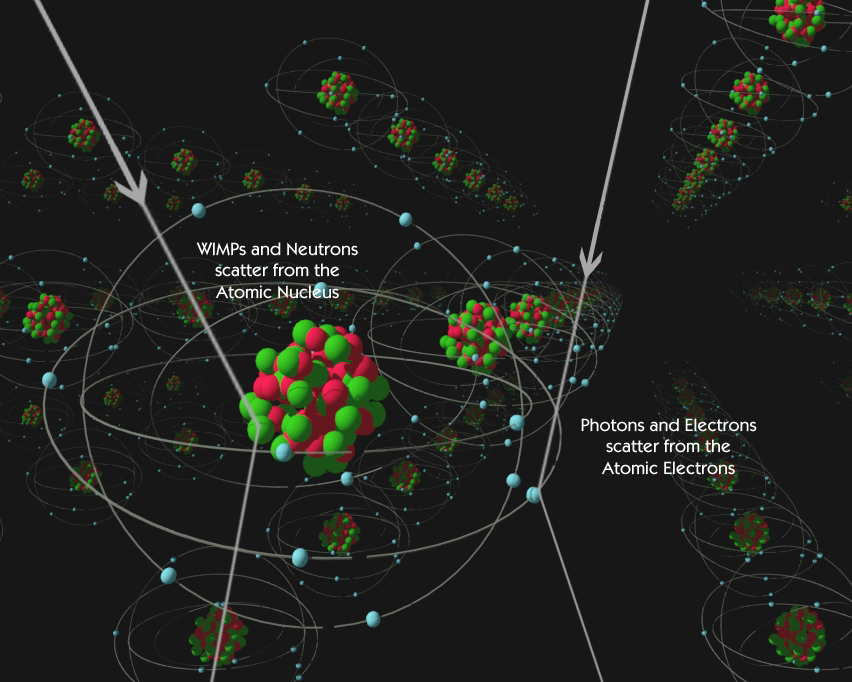 WIMPs and Neutrons
scatter from the
Atomic Nucleus
Photons and Electrons
scatter from the
Atomic Electrons